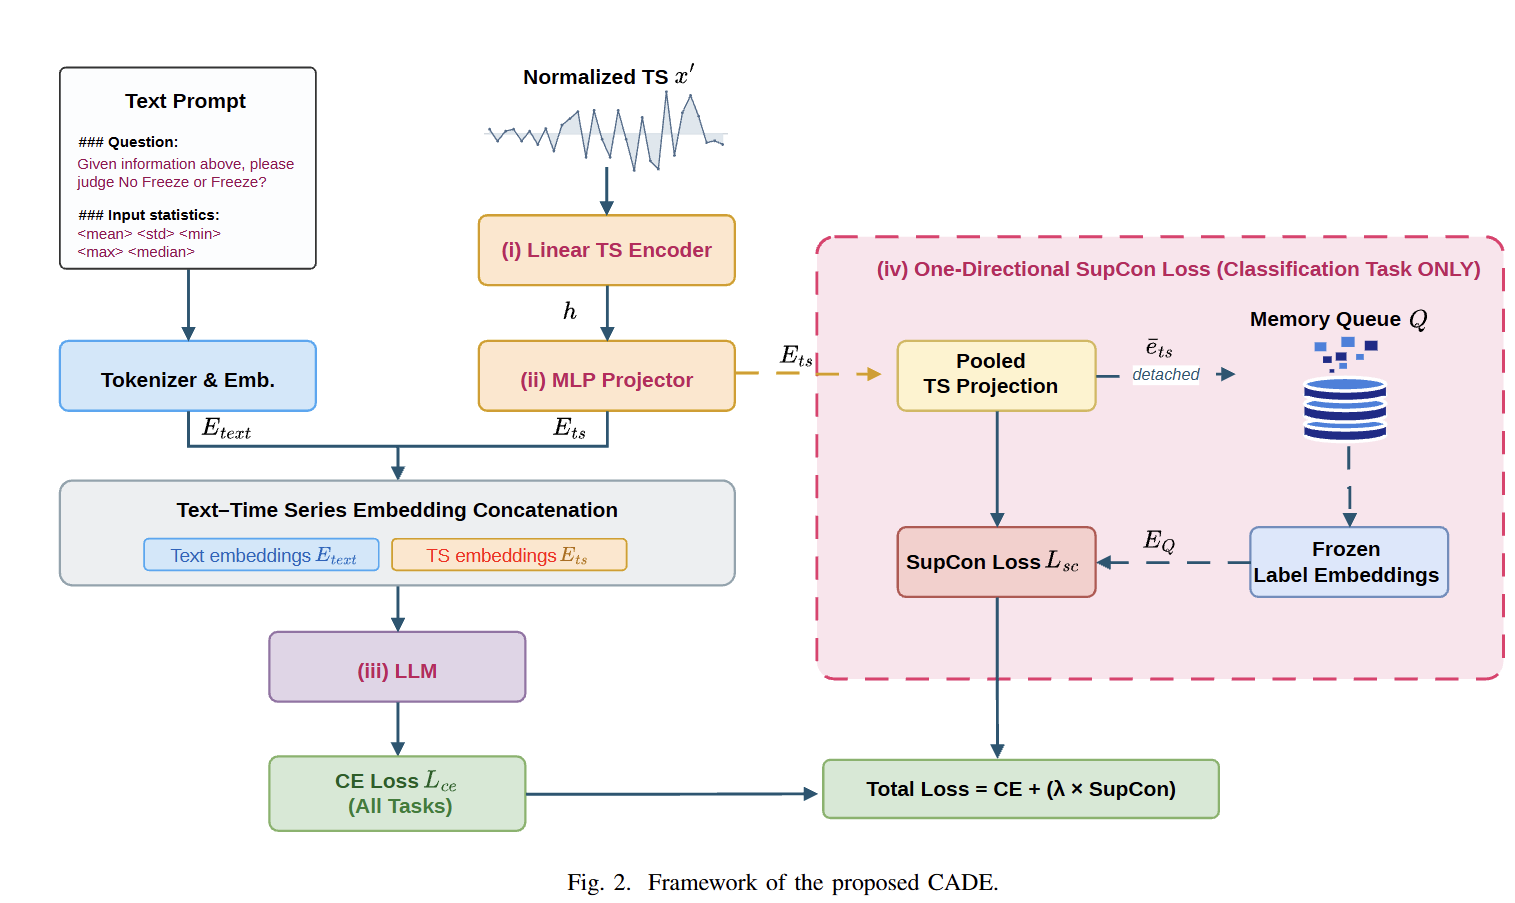 Text Prompt
### Question:
Given information above, please
judge No Freeze or Freeze?
### Input statistics:
<mean> <std> <min>
<max> <median>
Normalized TS x′
(i) Linear TS Encoder
h
Tokenizer & Emb.
(ii) MLP Projector
E_text
E_ts
Text–Time Series Embedding Concatenation
Text embeddings E_text
TS embeddings E_ts
(iii) LLM
CE Loss L_ce
(All Tasks)
E_ts
(iv) One-Directional SupCon Loss (Classification Task ONLY)
Pooled
TS Projection
ē_ts
detached
Memory Queue Q
SupCon Loss L_sc
E_Q
Frozen
Label Embeddings
Total Loss = CE + (λ × SupCon)
Fig. 2. Framework of the proposed CADE.